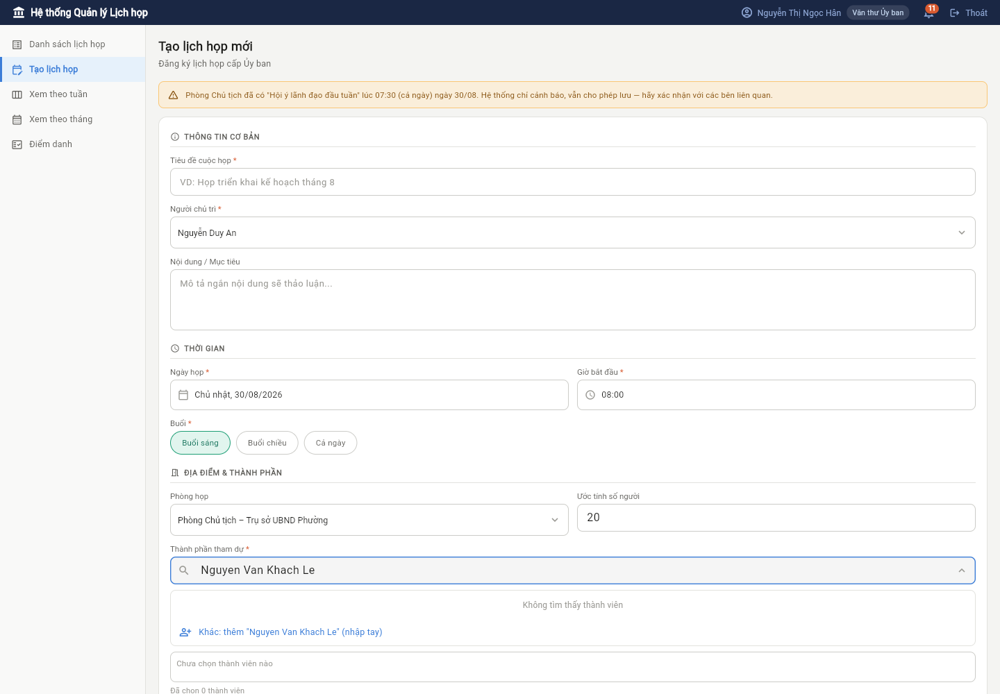 Hệ thống Quản lý Lịch họp
Nguyễn Thị Ngọc Hân
Văn thư Ủy ban
11
Thoát
Danh sách lịch họp
Tạo lịch họp
Xem theo tuần
Xem theo tháng
Điểm danh
Tạo lịch họp mới
Đăng ký lịch họp cấp Ủy ban
Phòng Chủ tịch đã có "Hội ý lãnh đạo đầu tuần" lúc 07:30 (cả ngày) ngày 30/08. Hệ thống chỉ cảnh báo, vẫn cho phép lưu — hãy xác nhận với các bên liên quan.
THÔNG TIN CƠ BẢN
Tiêu đề cuộc họp *
VD: Họp triển khai kế hoạch tháng 8
Người chủ trì *
Nguyễn Duy An
Nội dung / Mục tiêu
Mô tả ngắn nội dung sẽ thảo luận...
THỜI GIAN
Ngày họp *
Giờ bắt đầu *
Chủ nhật, 30/08/2026
08:00
Buổi *
Buổi sáng
Buổi chiều
Cả ngày
ĐỊA ĐIỂM & THÀNH PHẦN
Phòng họp
Ước tính số người
Phòng Chủ tịch – Trụ sở UBND Phường
20
Thành phần tham dự *
Nguyen Van Khach Le
Không tìm thấy thành viên
Khác: thêm "Nguyen Van Khach Le" (nhập tay)
Chưa chọn thành viên nào
Đã chọn 0 thành viên